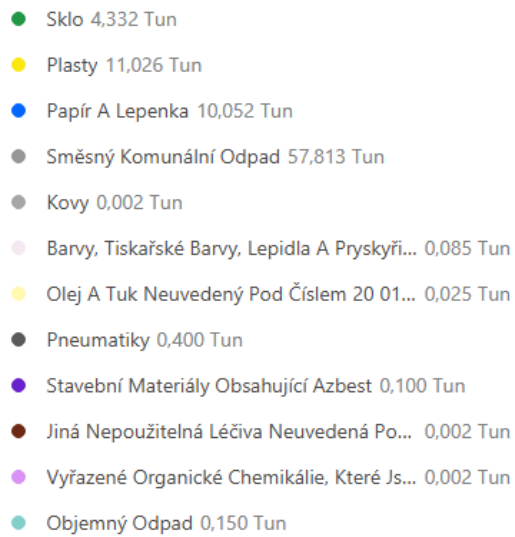 Sklo 4,332 Tun
Plasty 11,026 Tun
Papír A Lepenka 10,052 Tun
Směsný Komunální Odpad 57,813 Tun
Kovy 0,002 Tun
Barvy, Tiskařské Barvy, Lepidla A Pryskyři... 0,085 Tun
Olej A Tuk Neuvedený Pod Číslem 20 01... 0,025 Tun
Pneumatiky 0,400 Tun
Stavební Materiály Obsahující Azbest 0,100 Tun
Jiná Nepoužitelná Léčiva Neuvedená Po... 0,002 Tun
Vyřazené Organické Chemikálie, Které Js... 0,002 Tun
Objemný Odpad 0,150 Tun